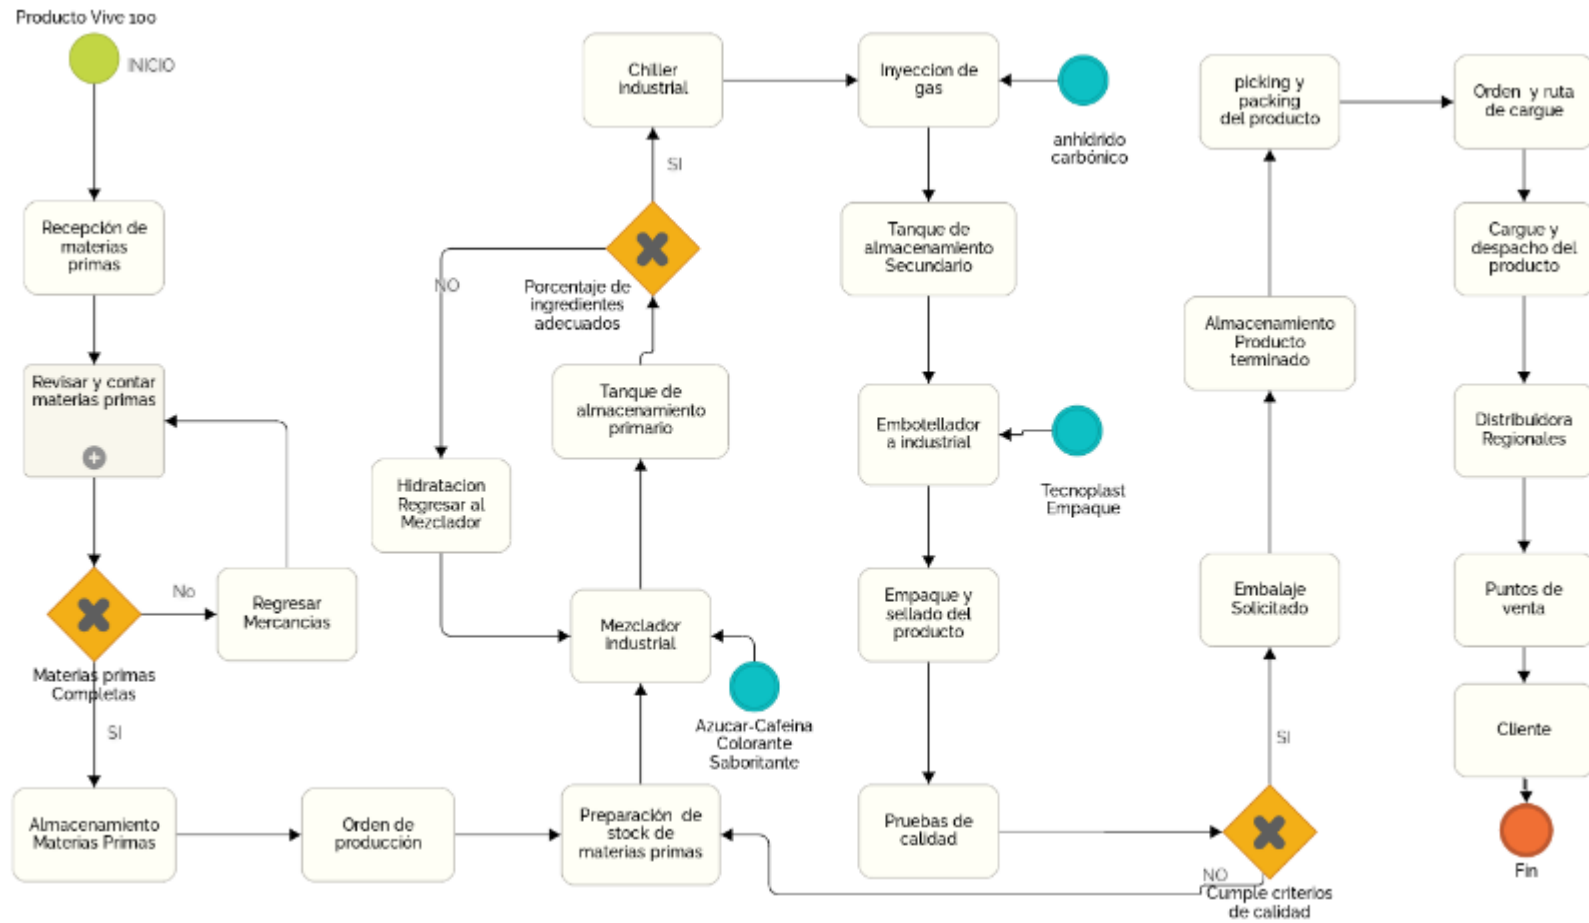 Producto Vive 100
INICIO
Recepción de
materias
primas
Revisar y contar
materias primas
No
Regresar
Mercancias
Materias primas
Completas
SI
Almacenamiento
Materias Primas
Orden de
producción
Preparación de
stock de
materias primas
Mezclador
industrial
Azucar-Cafeina
Colorante
Saboritante
Tanque de
almacenamiento
primario
Porcentaje de
ingredientes
adecuados
NO
Hidratacion
Regresar al
Mezclador
SI
Chiller
industrial
Inyeccion de
gas
anhídrido
carbónico
Tanque de
almacenamiento
Secundario
Embotellador
a industrial
Tecnoplast
Empaque
Empaque y
sellado del
producto
Pruebas de
calidad
NO
Cumple criterios
de calidad
SI
Embalaje
Solicitado
Almacenamiento
Producto
terminado
picking y
packing
del producto
Orden y ruta
de cargue
Cargue y
despacho del
producto
Distribuidora
Regionales
Puntos de
venta
Cliente
Fin